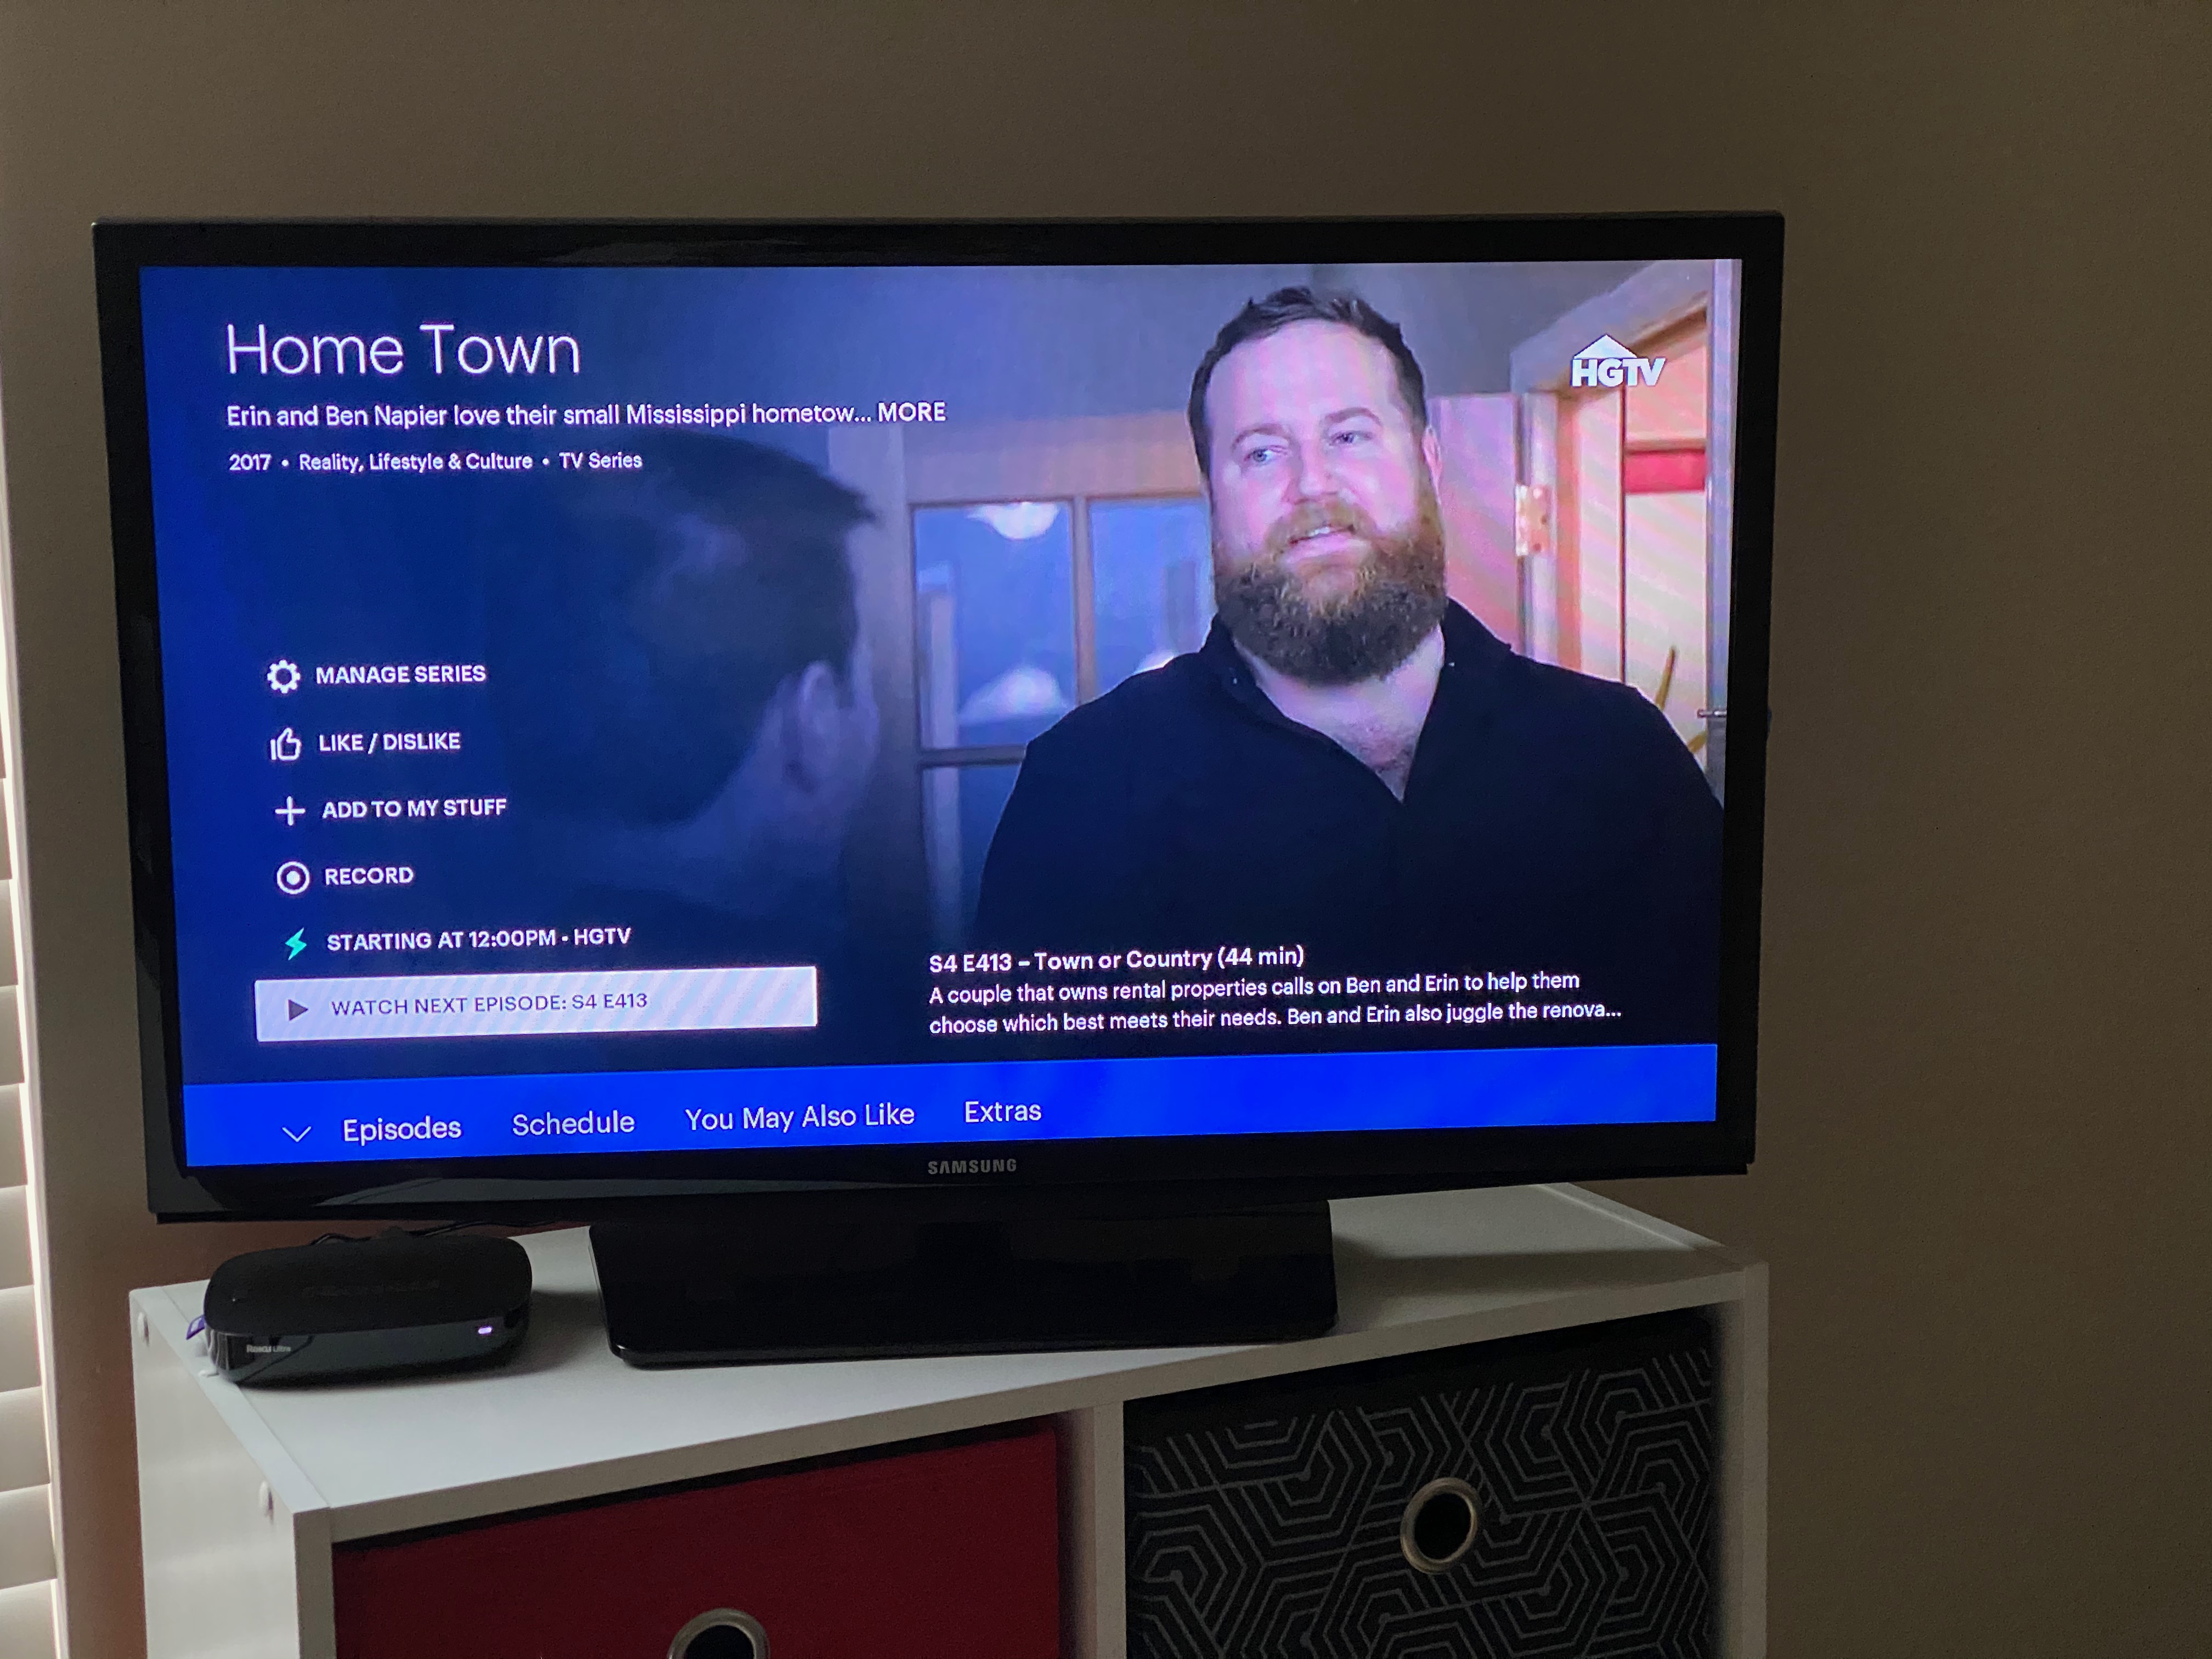 Home Town
HGTV
Erin and Ben Napier love their small Mississippi hometow... MORE
2017 • Reality, Lifestyle & Culture • TV Series
MANAGE SERIES
LIKE / DISLIKE
ADD TO MY STUFF
RECORD
STARTING AT 12:00PM - HGTV
WATCH NEXT EPISODE: S4 E413
S4 E413 – Town or Country (44 min)
A couple that owns rental properties calls on Ben and Erin to help them
choose which best meets their needs. Ben and Erin also juggle the renova...
Episodes Schedule You May Also Like Extras
SAMSUNG
Roku Ultra